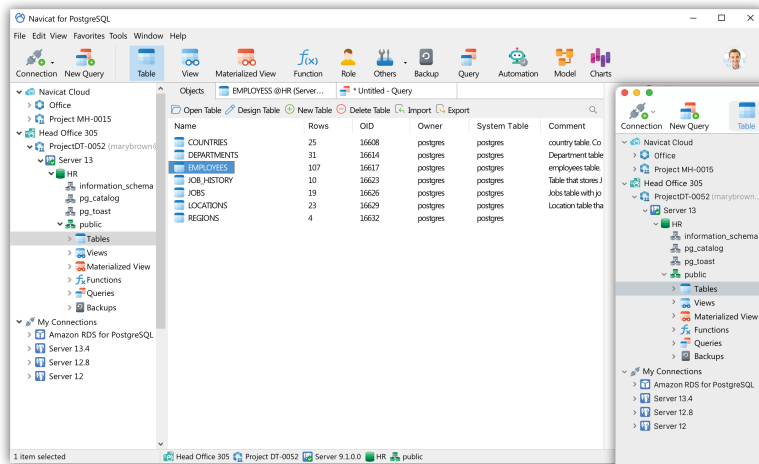 Navicat for PostgreSQL
File Edit View Favorites Tools Window Help
Connection New Query Table View Materialized View Function Role Others Backup Query Automation Model Charts
Objects EMPLOYESS @HR (Server... * Untitled - Query
Open Table Design Table New Table Delete Table Import Export
Name Rows OID Owner System Table Comment
COUNTRIES 25 16608 postgres postgres country table. Co
DEPARTMENTS 31 16614 postgres postgres Department table
EMPLOYEES 107 16617 postgres postgres employees table.
JOB_HISTORY 10 16623 postgres postgres Table that stores J
JOBS 19 16626 postgres postgres Jobs table with jo
LOCATIONS 23 16629 postgres postgres Location table tha
REGIONS 4 16632 postgres postgres
Navicat Cloud
Office
Project MH-0015
Head Office 305
ProjectDT-0052 (marybrown@
Server 13
HR
information_schema
pg_catalog
pg_toast
public
Tables
Views
Materialized View
Functions
Queries
Backups
My Connections
Amazon RDS for PostgreSQL
Server 13.4
Server 12.8
Server 12
1 item selected
Head Office 305 Project DT-0052 Server 9.1.0.0 HR public
Connection New Query Table
Navicat Cloud
Office
Project MH-0015
Head Office 305
ProjectDT-0052 (marybrown...
Server 13
HR
information_schema
pg_catalog
pg_toast
public
Tables
Views
Materialized View
Functions
Queries
Backups
My Connections
Amazon RDS for PostgreSQL
Server 13.4
Server 12.8
Server 12